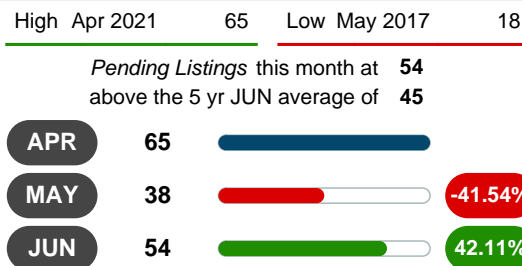 High Apr 2021 65 Low May 2017 18
Pending Listings this month at 54
above the 5 yr JUN average of 45
APR 65
MAY 38 -41.54%
JUN 54 42.11%